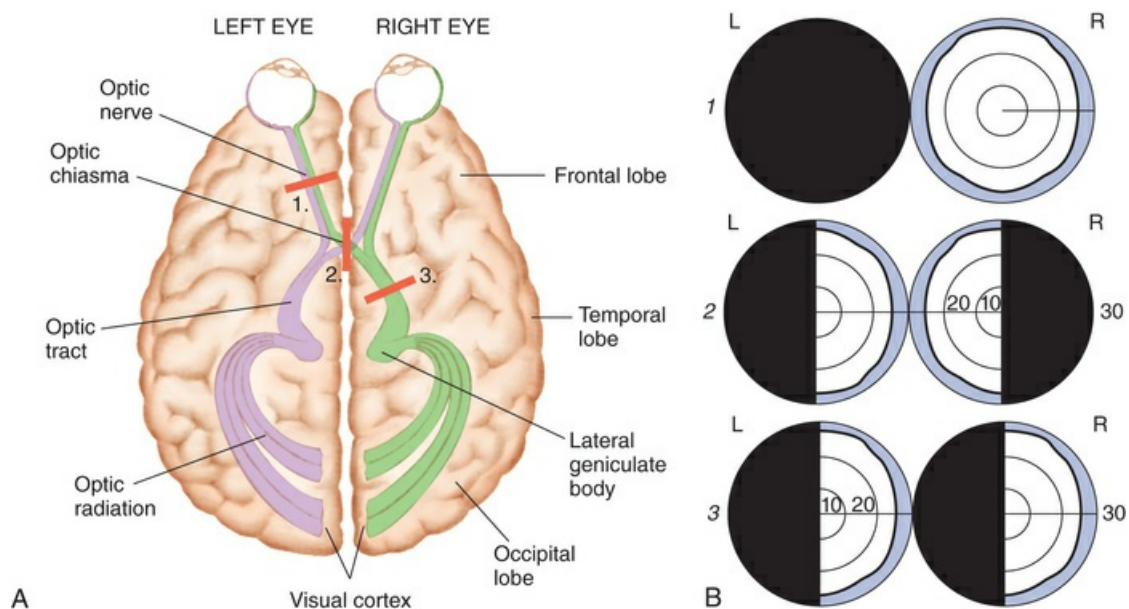 LEFT EYE
RIGHT EYE
Optic
nerve
Optic
chiasma
1.
2.
3.
Frontal lobe
Optic
tract
Temporal
lobe
Optic
radiation
Lateral
geniculate
body
Occipital
lobe
Visual cortex
A
L
R
1
L
R
2
20
10
30
L
R
3
10
20
30
B